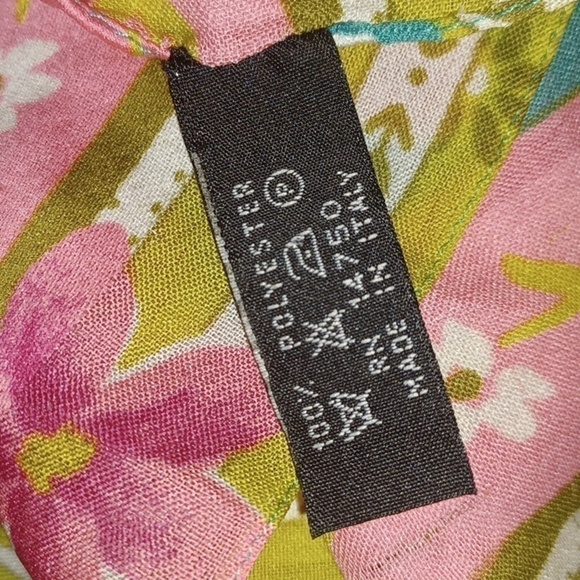 100/ POLYESTER
P
RN 14750
MADE IN ITALY